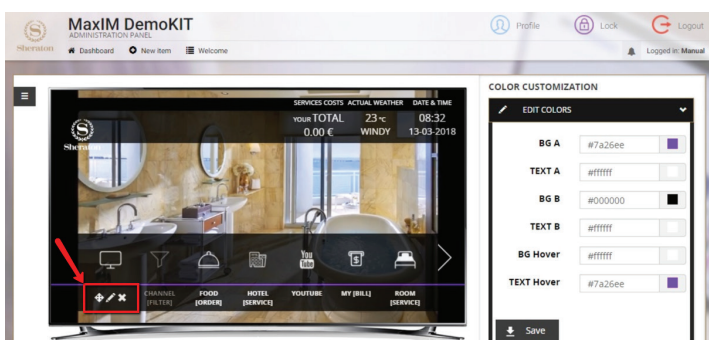 MaxIM DemoKIT
ADMINISTRATION PANEL
Sheraton
Dashboard New item Welcome
Profile Lock Logout
Logged in: Manual
COLOR CUSTOMIZATION
EDIT COLORS
BG A #7a26ee
TEXT A #ffffff
BG B #000000
TEXT B #ffffff
BG Hover #ffffff
TEXT Hover #7a26ee
Save
SERVICES COSTS ACTUAL WEATHER DATE & TIME
YOUR TOTAL 23 °C 08:32
0.00 € WINDY 13-03-2018
Sheraton
You
Tube
$
CHANNEL FOOD HOTEL YOUTUBE MY [BILL] ROOM
[FILTER] [ORDER] [SERVICE] [SERVICE]